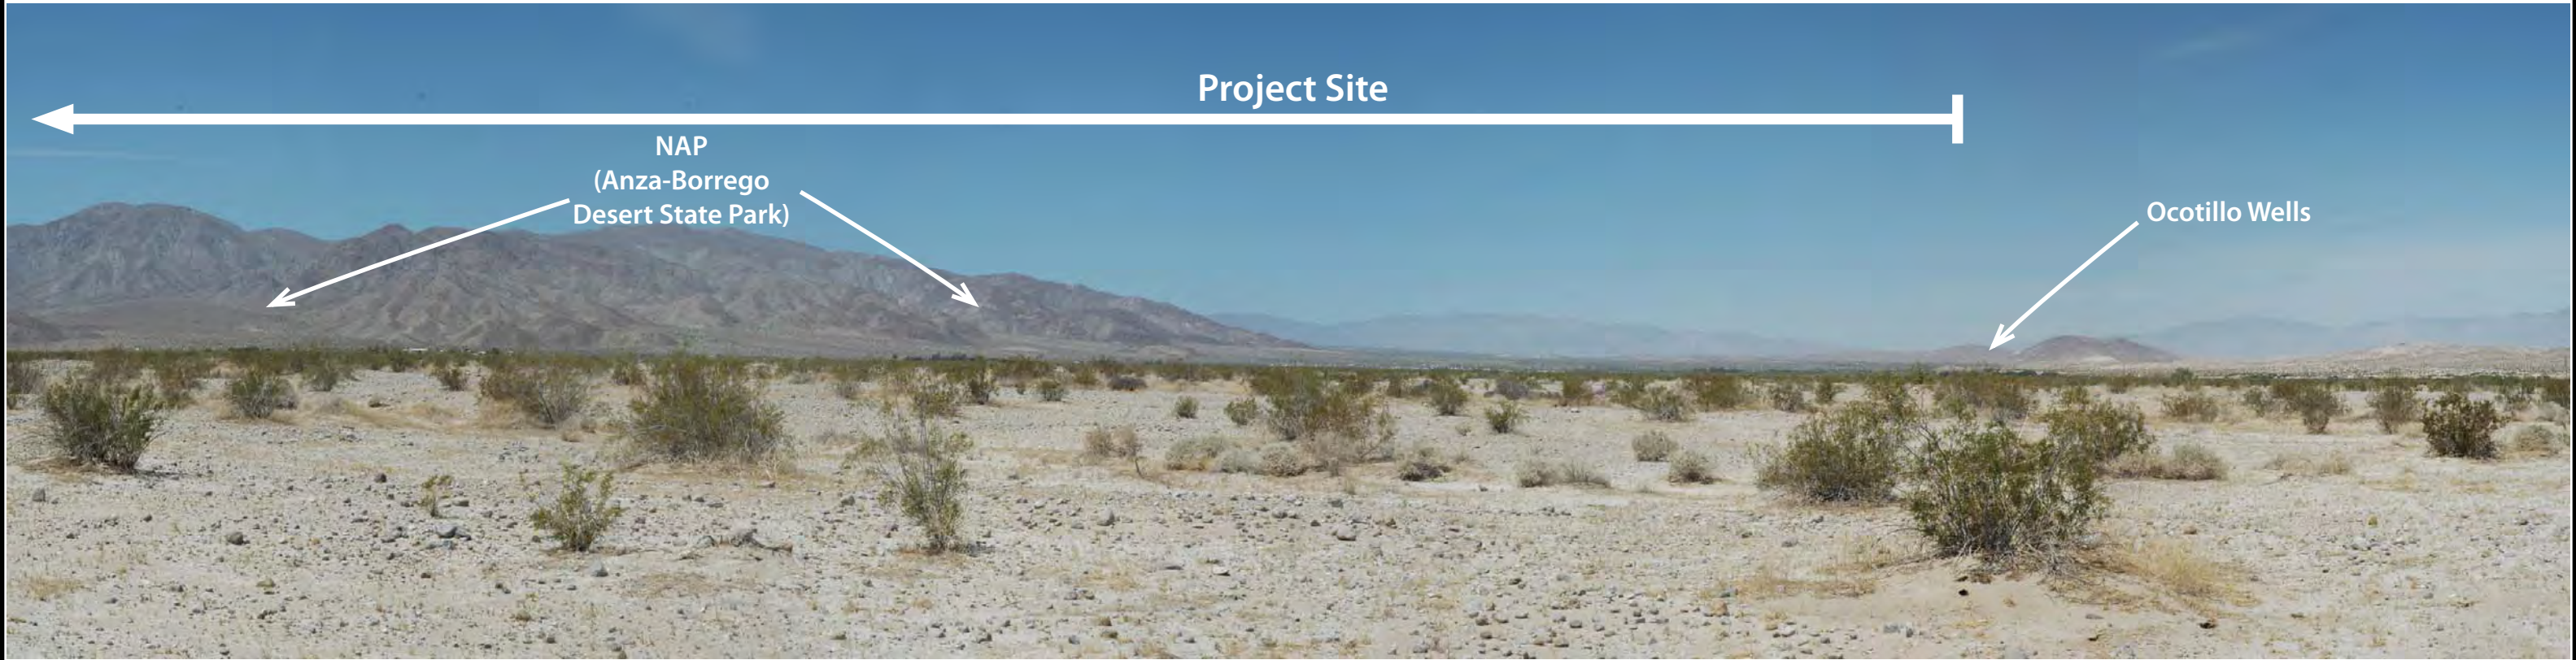 Project Site
NAP
(Anza-Borrego
Desert State Park)
Ocotillo Wells